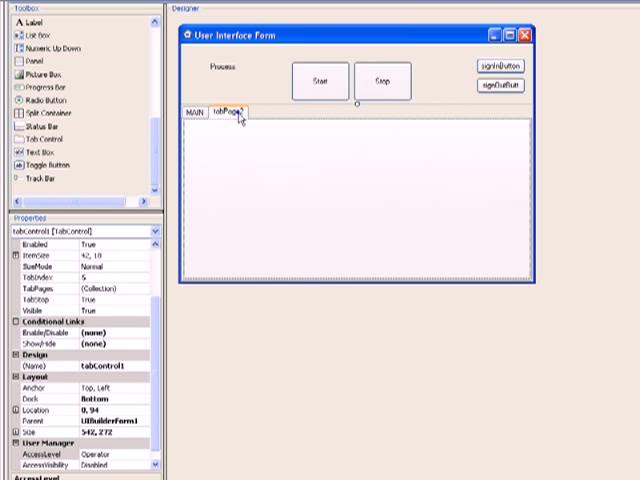 Toolbox
Designer
Label
List Box
Numeric Up Down
Panel
Picture Box
Progress Bar
Radio Button
Split Container
Status Bar
Tab Control
Text Box
Toggle Button
Track Bar
User Interface Form
Process
Start
Stop
signInButton
signOutButt
MAIN
tabPage2
Properties
tabControl1 [TabControl]
Enabled True
ItemSize 42, 18
SizeMode Normal
TabIndex 5
TabPages (Collection)
TabStop True
Visible True
Conditional Links
Enable/Disable (none)
Show/Hide (none)
Design
(Name) tabControl1
Layout
Anchor Top, Left
Dock Bottom
Location 0, 94
Parent UIBuilderForm1
Size 542, 272
User Manager
AccessLevel Operator
AccessVisibility Disabled
AccessLevel